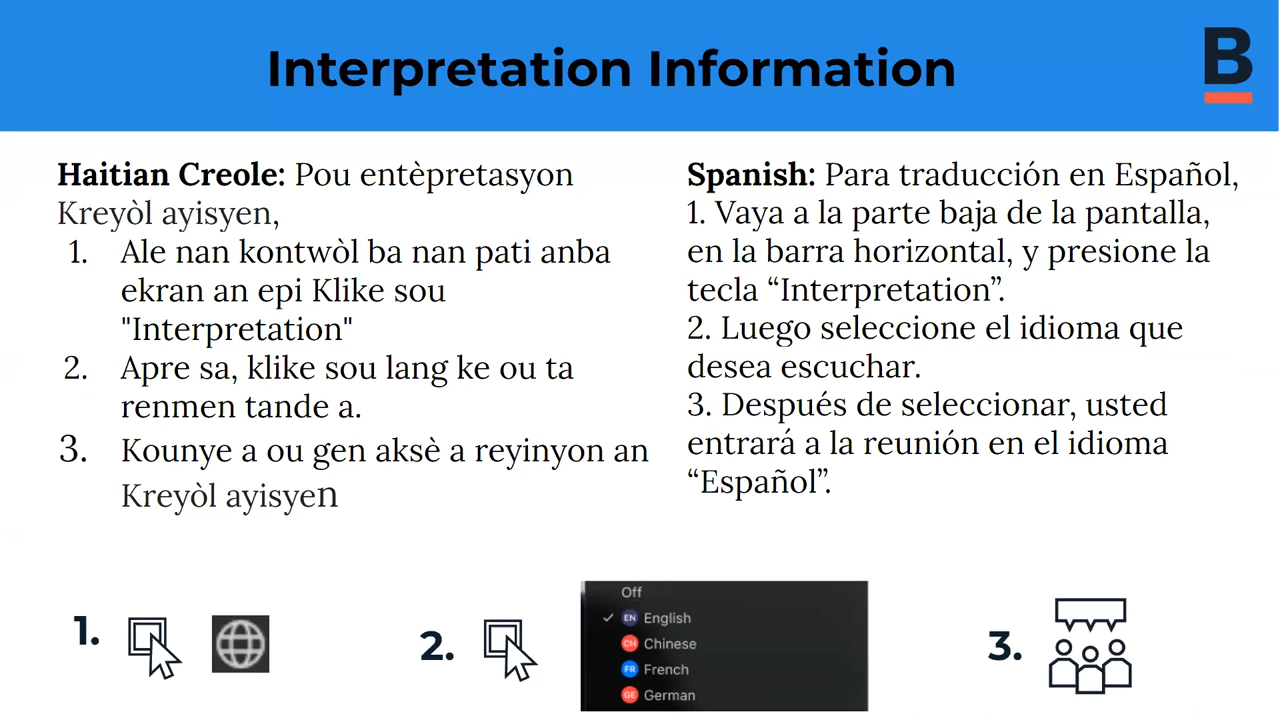 Interpretation Information
B
Haitian Creole: Pou entèpretasyon
Kreyòl ayisyen,
1. Ale nan kontwòl ba nan pati anba
ekran an epi Klike sou
"Interpretation"
2. Apre sa, klike sou lang ke ou ta
renmen tande a.
3. Kounye a ou gen aksè a reyinyon an
Kreyòl ayisyen
Spanish: Para traducción en Español,
1. Vaya a la parte baja de la pantalla,
en la barra horizontal, y presione la
tecla “Interpretation”.
2. Luego seleccione el idioma que
desea escuchar.
3. Después de seleccionar, usted
entrará a la reunión en el idioma
“Español”.
1.
2.
Off
EN English
CH Chinese
FR French
GE German
3.